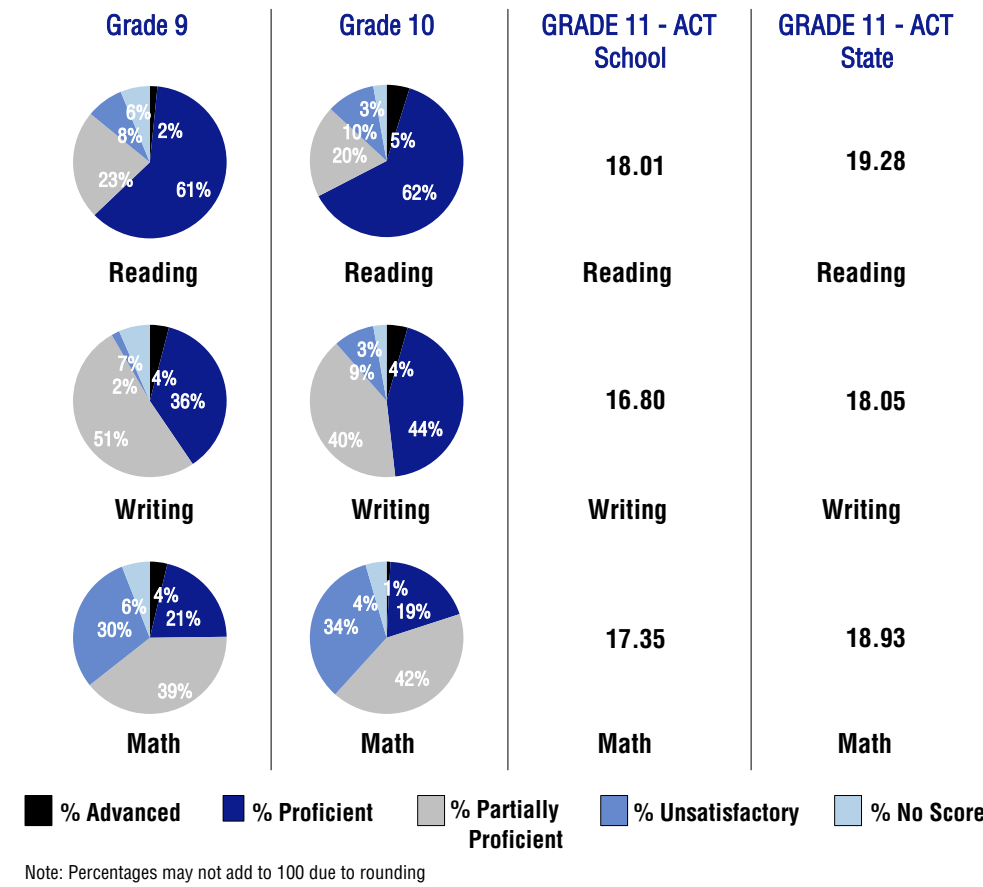 Grade 9
Grade 10
GRADE 11 - ACT
School
GRADE 11 - ACT
State
6%
2%
8%
23%
61%
3%
5%
10%
20%
62%
18.01
19.28
Reading
Reading
Reading
Reading
7%
4%
2%
36%
51%
3%
4%
9%
44%
40%
16.80
18.05
Writing
Writing
Writing
Writing
4%
6%
21%
30%
39%
1%
4%
19%
34%
42%
17.35
18.93
Math
Math
Math
Math
% Advanced
% Proficient
% Partially
Proficient
% Unsatisfactory
% No Score
Note: Percentages may not add to 100 due to rounding